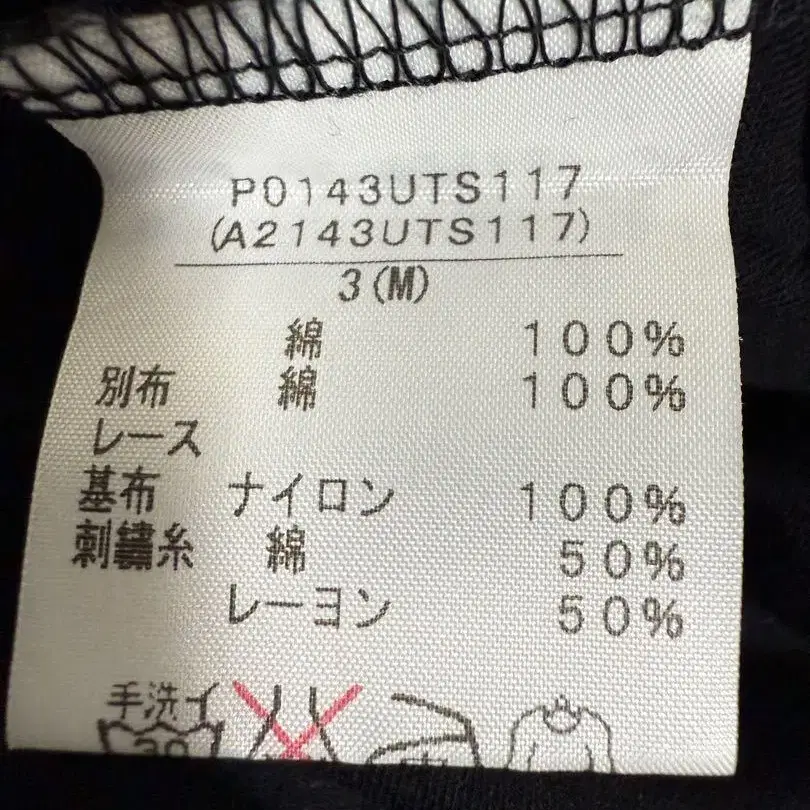 P0143UTS117
(A2143UTS117)
3(M)
綿 100%
別布 綿 100%
レース
基布 ナイロン 100%
刺繍糸 綿 50%
レーヨン 50%
手洗イ
30